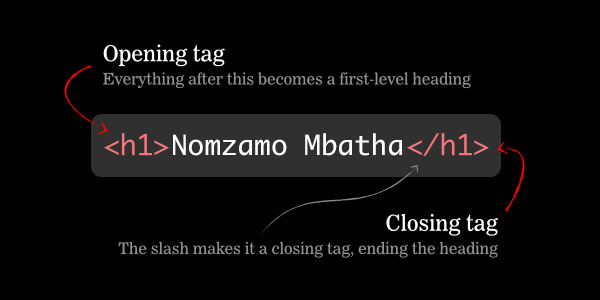 Opening tag
Everything after this becomes a first-level heading
<h1>Nomzamo Mbatha</h1>
Closing tag
The slash makes it a closing tag, ending the heading